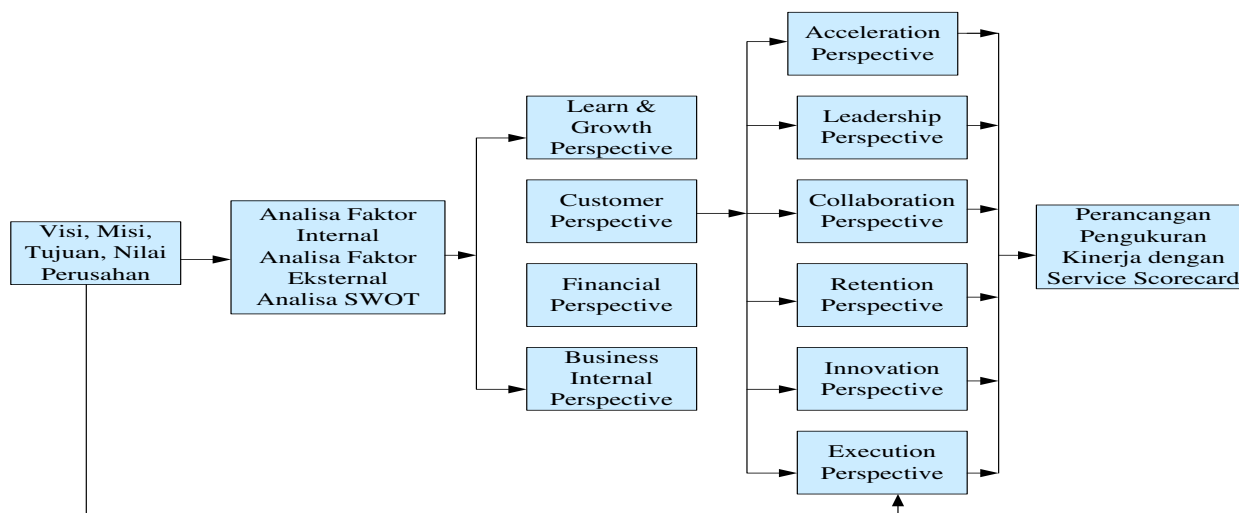 Visi, Misi,
Tujuan, Nilai
Perusahan
Analisa Faktor
Internal
Analisa Faktor
Eksternal
Analisa SWOT
Learn &
Growth
Perspective
Customer
Perspective
Financial
Perspective
Business
Internal
Perspective
Acceleration
Perspective
Leadership
Perspective
Collaboration
Perspective
Retention
Perspective
Innovation
Perspective
Execution
Perspective
Perancangan
Pengukuran
Kinerja dengan
Service Scorecard